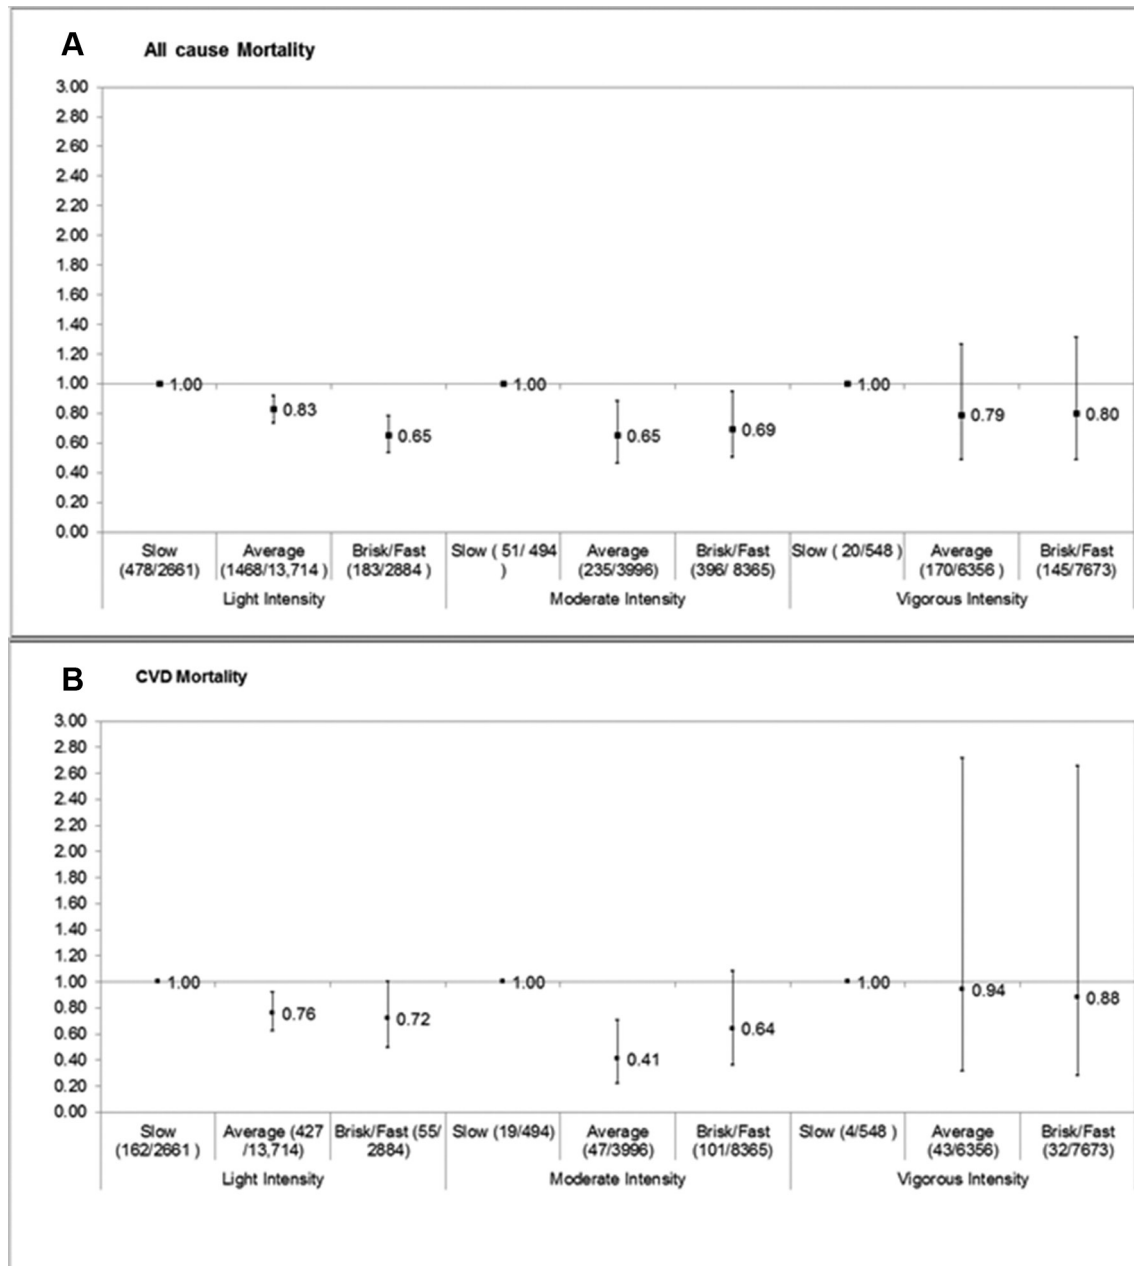 A
All cause Mortality
3.00
2.80
2.60
2.40
2.20
2.00
1.80
1.60
1.40
1.20
1.00
0.80
0.60
0.40
0.20
0.00
1.00
0.83
0.65
1.00
0.65
0.69
1.00
0.79
0.80
Slow
(478/2661)
Average
(1468/13,714 )
Brisk/Fast
(183/2884 )
Slow ( 51/ 494
)
Average
(235/3996)
Brisk/Fast
(396/ 8365)
Slow ( 20/548 )
Average
(170/6356 )
Brisk/Fast
(145/7673)
Light Intensity
Moderate Intensity
Vigorous Intensity
B
CVD Mortality
3.00
2.80
2.60
2.40
2.20
2.00
1.80
1.60
1.40
1.20
1.00
0.80
0.60
0.40
0.20
0.00
1.00
0.76
0.72
1.00
0.41
0.64
1.00
0.94
0.88
Slow
(162/2661 )
Average (427
/13,714)
Brisk/Fast (55/
2884)
Slow (19/494)
Average
(47/3996)
Brisk/Fast
(101/8365)
Slow (4/548 )
Average
(43/6356)
Brisk/Fast
(32/7673)
Light Intensity
Moderate Intensity
Vigorous Intensity